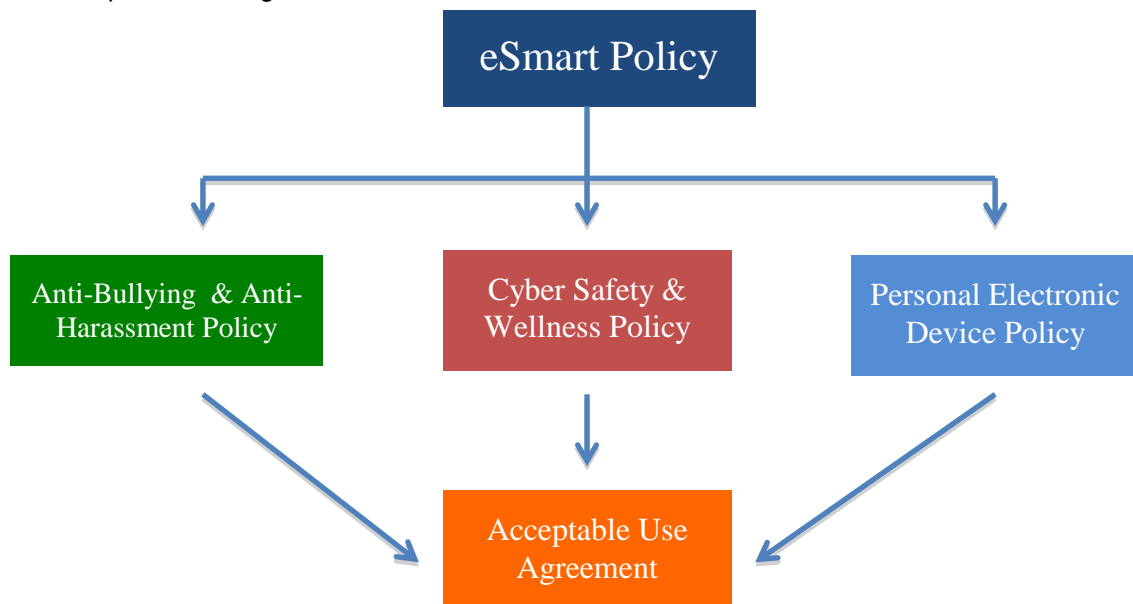 eSmart Policy
Anti-Bullying & Anti-
Harassment Policy
Cyber Safety &
Wellness Policy
Personal Electronic
Device Policy
Acceptable Use
Agreement